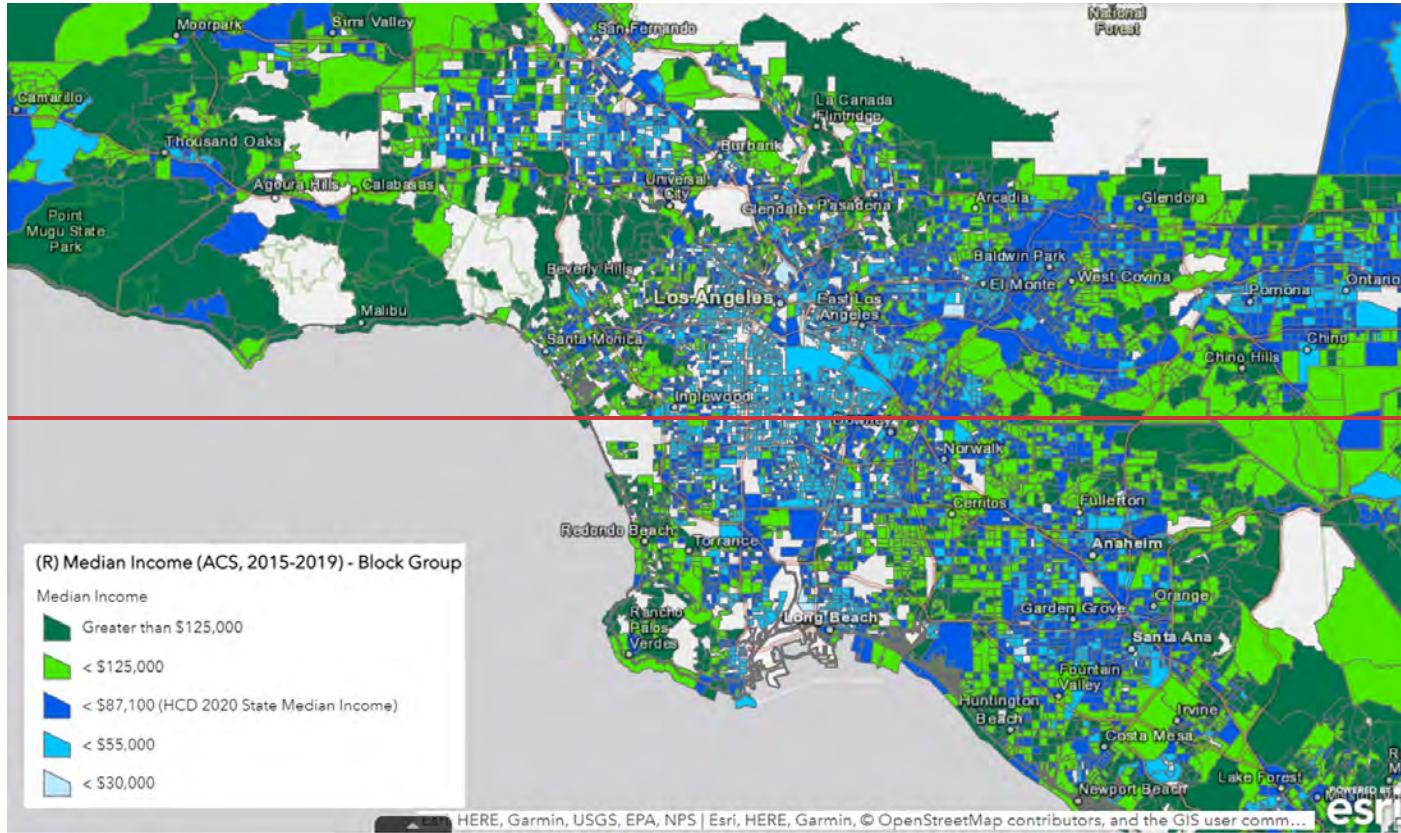 National
Forest
Moorpark
Simi Valley
San Fernando
Camarillo
La Canada
Flintridge
Thousand Oaks
Burbank
Agoura Hills
Calabasas
Universal
City
Glendale
Pasadena
Arcadia
Glendora
Point
Mugu State
Park
Baldwin Park
Beverly Hills
El Monte
West Covina
Los Angeles
East Los
Angeles
Pomona
Ontario
Malibu
Santa Monica
Chino
Chino Hills
Inglewood
Downey
Norwalk
Cerritos
Fullerton
Redondo Beach
Torrance
Anaheim
Orange
Rancho
Palos
Verdes
Long Beach
Garden Grove
Santa Ana
Fountain
Valley
Huntington
Beach
Irvine
Costa Mesa
Lake Forest
Newport Beach
(R) Median Income (ACS, 2015-2019) - Block Group
Median Income
Greater than $125,000
< $125,000
< $87,100 (HCD 2020 State Median Income)
< $55,000
< $30,000
Esri, HERE, Garmin, USGS, EPA, NPS | Esri, HERE, Garmin, © OpenStreetMap contributors, and the GIS user comm...
POWERED BY
esri